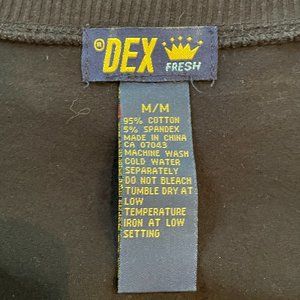 ®DEX
FRESH
M/M
95% COTTON
5% SPANDEX
MADE IN CHINA
CA 07043
MACHINE WASH
COLD WATER
SEPARATELY
DO NOT BLEACH
TUMBLE DRY AT
LOW
TEMPERATURE
IRON AT LOW
SETTING